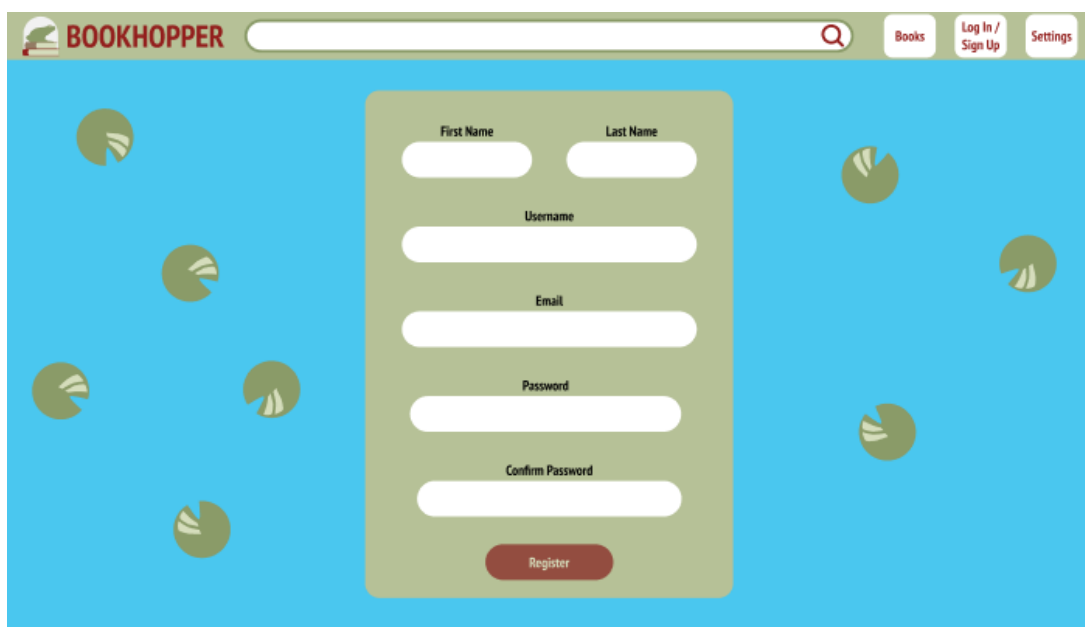 BOOKHOPPER
Books
Log In /
Sign Up
Settings
First Name
Last Name
Username
Email
Password
Confirm Password
Register